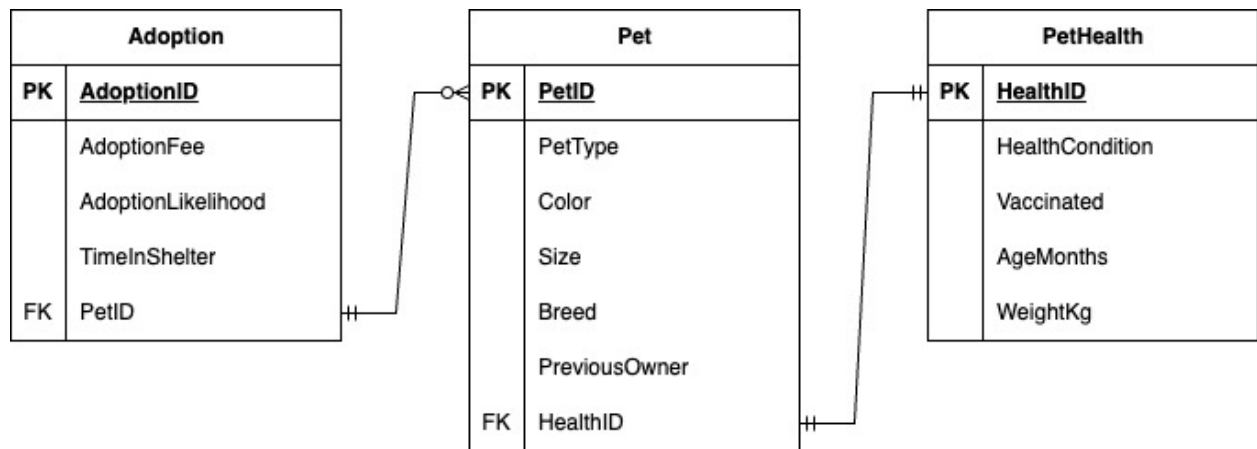 Adoption
PK AdoptionID
AdoptionFee
AdoptionLikelihood
TimeInShelter
FK PetID
Pet
PK PetID
PetType
Color
Size
Breed
PreviousOwner
FK HealthID
PetHealth
PK HealthID
HealthCondition
Vaccinated
AgeMonths
WeightKg